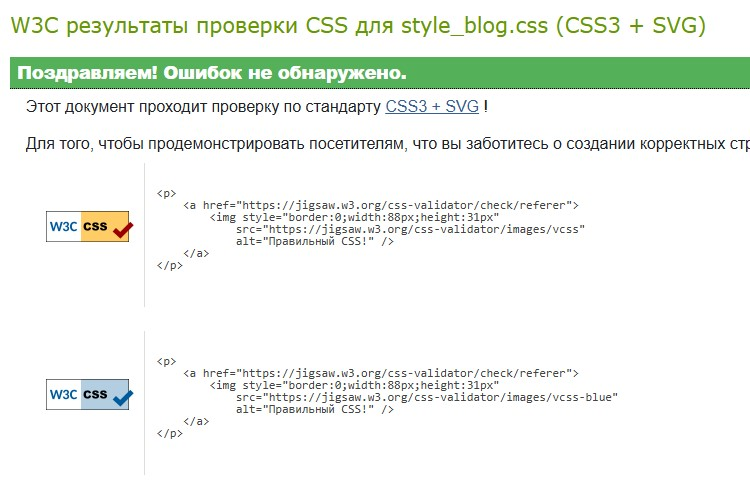 W3C результаты проверки CSS для style_blog.css (CSS3 + SVG)
Поздравляем! Ошибок не обнаружено.
Этот документ проходит проверку по стандарту CSS3 + SVG !
Для того, чтобы продемонстрировать посетителям, что вы заботитесь о создании корректных
W3C css
<p>
<a href="https://jigsaw.w3.org/css-validator/check/referer">
<img style="border:0;width:88px;height:31px"
src="https://jigsaw.w3.org/css-validator/images/vcss"
alt="Правильный CSS!" />
</a>
</p>
W3C css
<p>
<a href="https://jigsaw.w3.org/css-validator/check/referer">
<img style="border:0;width:88px;height:31px"
src="https://jigsaw.w3.org/css-validator/images/vcss-blue"
alt="Правильный CSS!" />
</a>
</p>